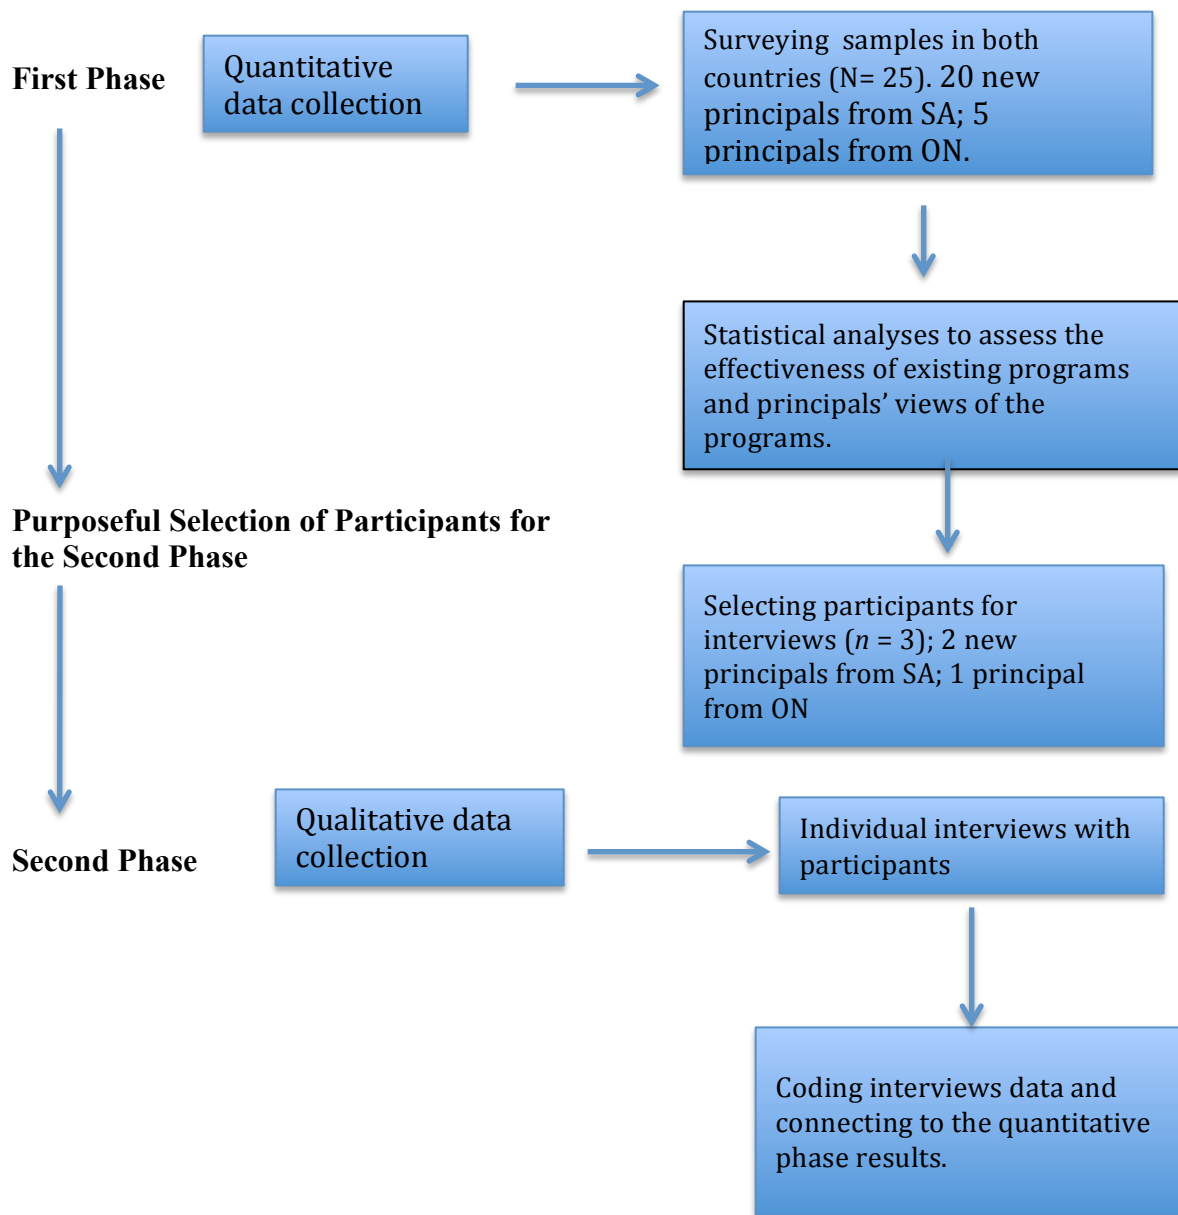 First Phase
Quantitative
data collection
Surveying  samples in both
countries (N= 25). 20 new
principals from SA; 5
principals from ON.
Statistical analyses to assess the
effectiveness of existing programs
and principals’ views of the
programs.
Purposeful Selection of Participants for
the Second Phase
Selecting participants for
interviews (n = 3); 2 new
principals from SA; 1 principal
from ON
Second Phase
Qualitative data
collection
Individual interviews with
participants
Coding interviews data and
connecting to the quantitative
phase results.